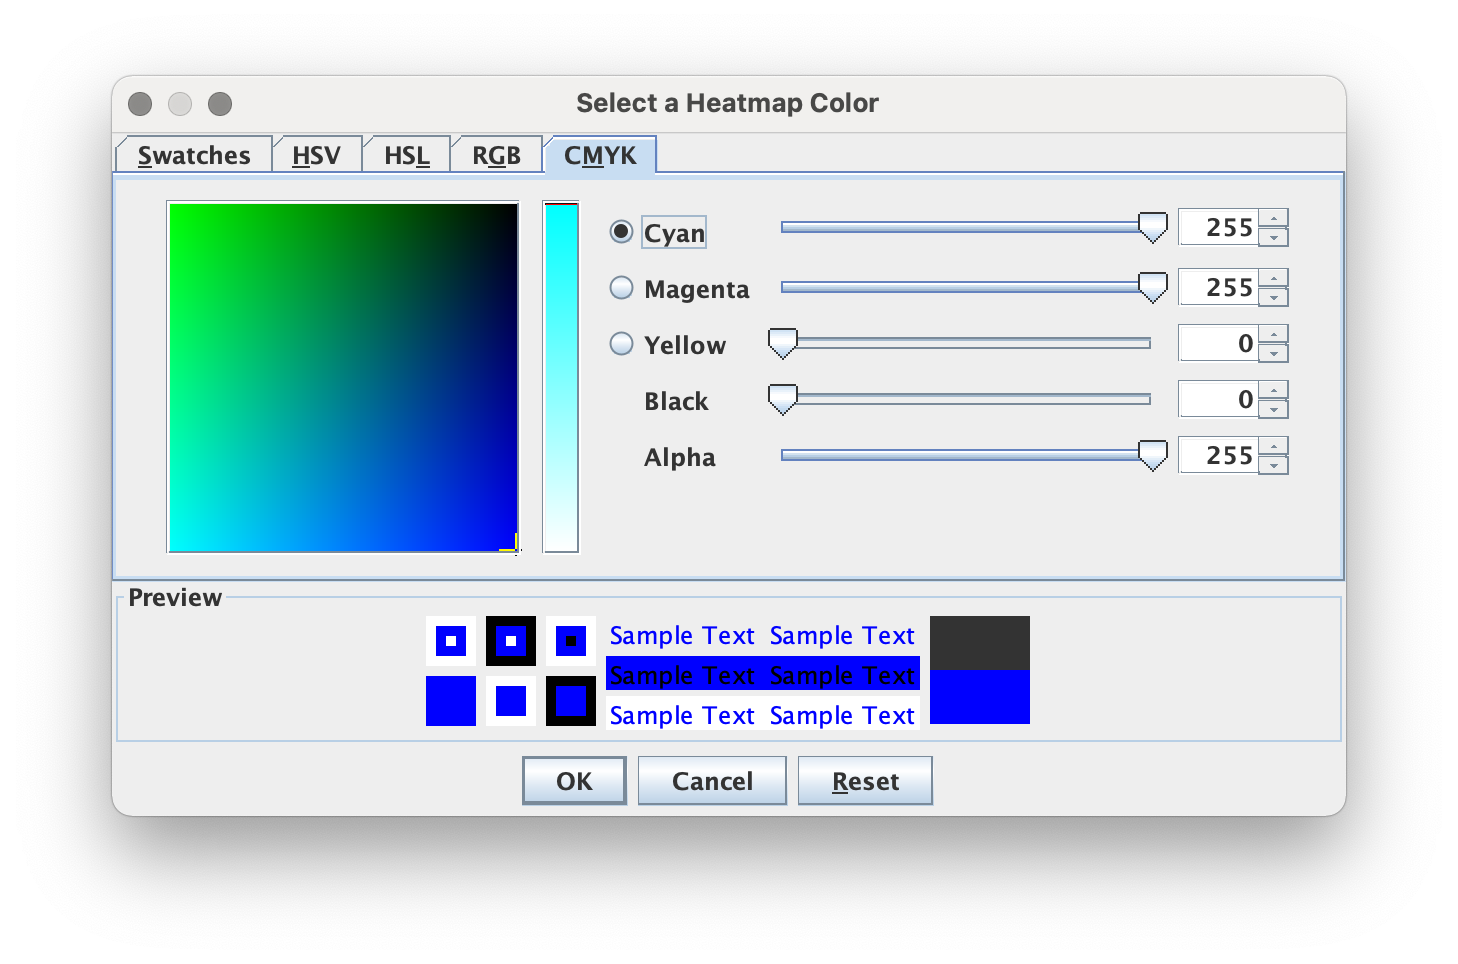 Select a Heatmap Color
Swatches HSV HSL RGB CMYK
Cyan 255
Magenta 255
Yellow 0
Black 0
Alpha 255
Preview
Sample Text Sample Text
Sample Text Sample Text
Sample Text Sample Text
OK Cancel Reset